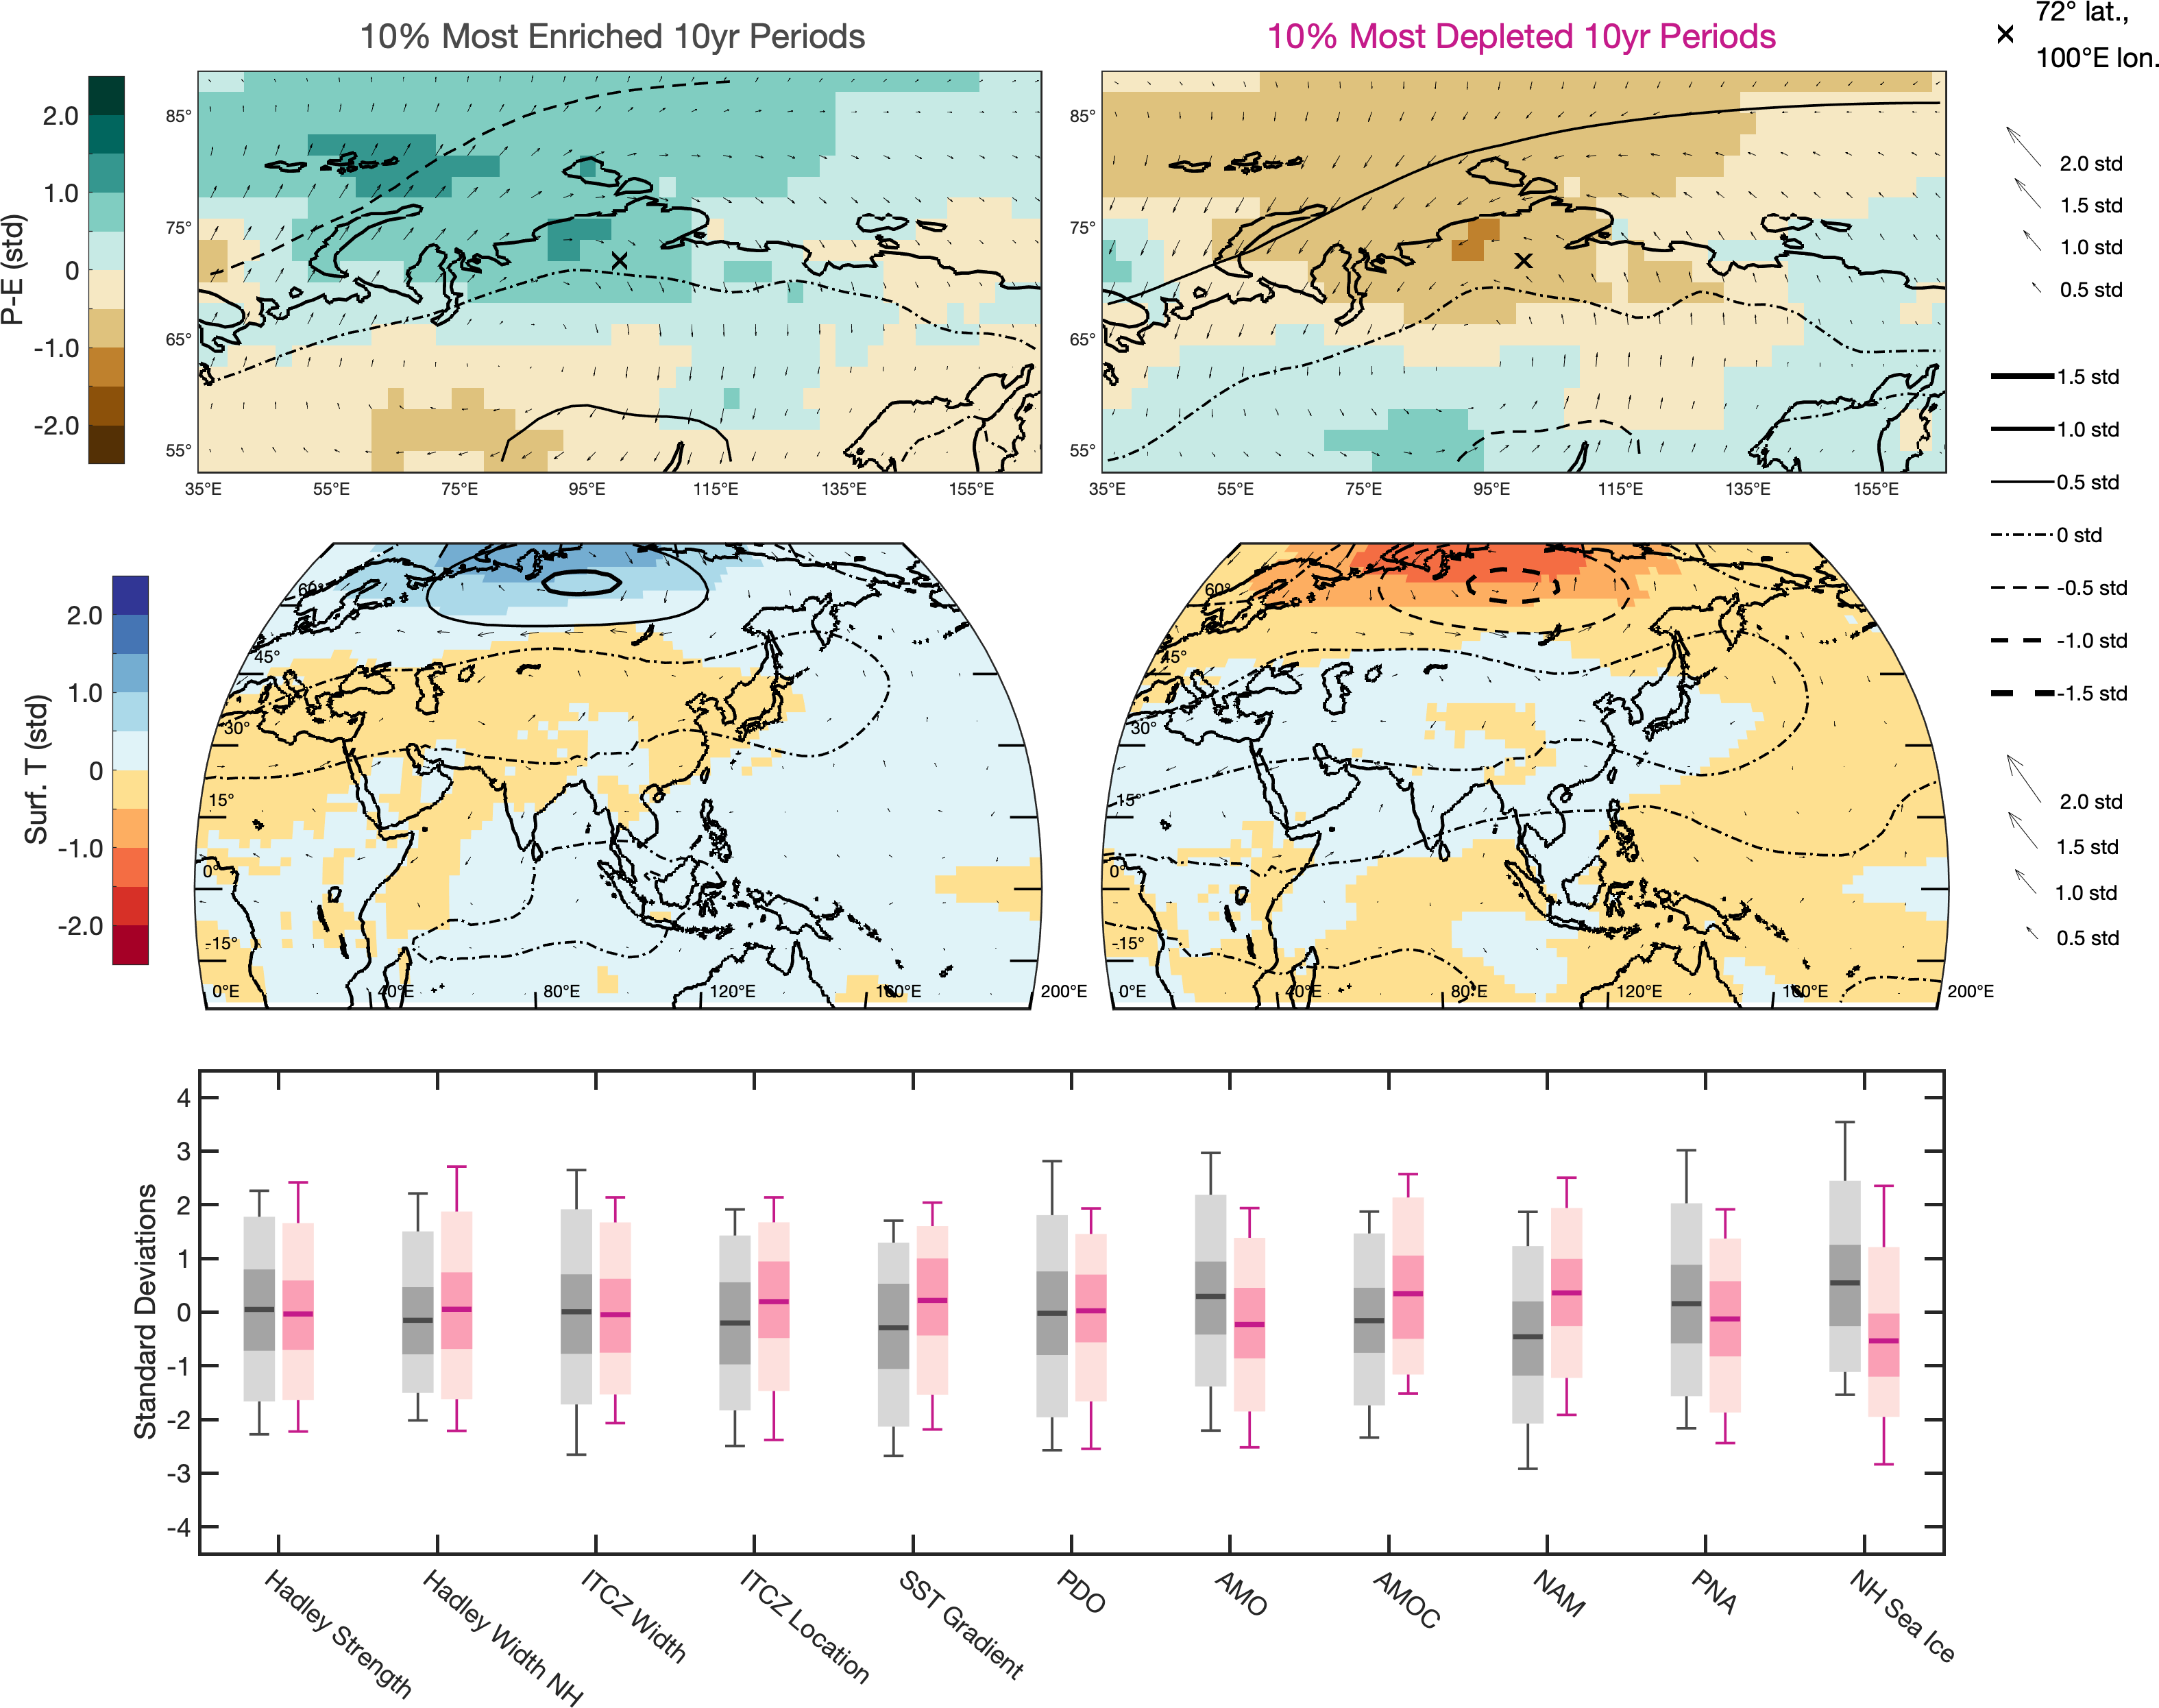 10% Most Enriched 10yr Periods
10% Most Depleted 10yr Periods
72° lat.,
100°E lon.
P-E (std)
2.0
1.0
0
-1.0
-2.0
85°
75°
65°
55°
35°E 55°E 75°E 95°E 115°E 135°E 155°E
85°
75°
65°
55°
35°E 55°E 75°E 95°E 115°E 135°E 155°E
2.0 std
1.5 std
1.0 std
0.5 std
1.5 std
1.0 std
0.5 std
0 std
-0.5 std
-1.0 std
-1.5 std
Surf. T (std)
2.0
1.0
0
-1.0
-2.0
60°
45°
30°
15°
0°
-15°
0°E 40°E 80°E 120°E 160°E 200°E
60°
45°
30°
15°
0°
-15°
0°E 40°E 80°E 120°E 160°E 200°E
2.0 std
1.5 std
1.0 std
0.5 std
Standard Deviations
4
3
2
1
0
-1
-2
-3
-4
Hadley Strength
Hadley Width NH
ITCZ Width
ITCZ Location
SST Gradient
PDO
AMO
AMOC
NAM
PNA
NH Sea Ice